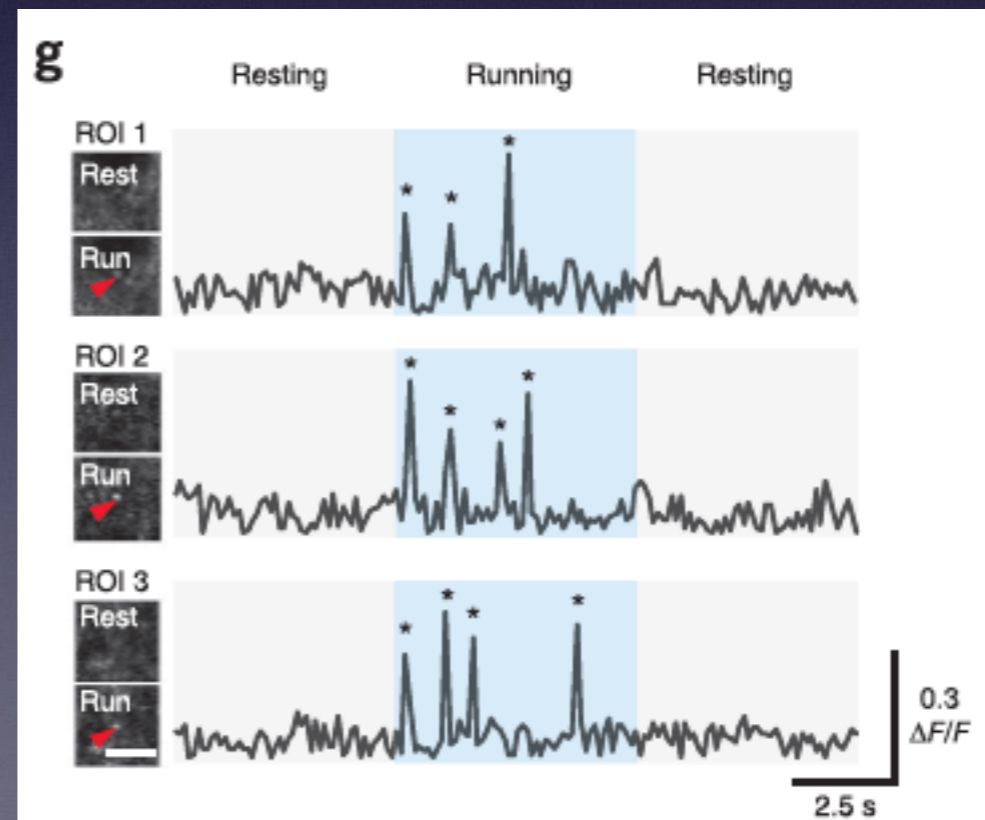 g
Resting Running Resting
ROI 1
Rest
* * *
Run
ROI 2
Rest
* * * *
Run
ROI 3
Rest
* * * *
Run
0.3
ΔF/F
2.5 s